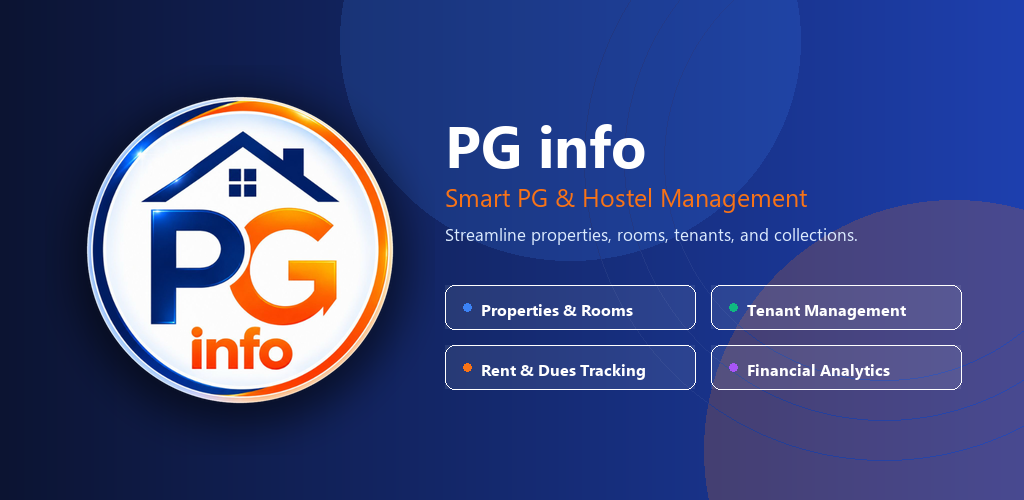 PG
info
PG info
Smart PG & Hostel Management
Streamline properties, rooms, tenants, and collections.
Properties & Rooms
Tenant Management
Rent & Dues Tracking
Financial Analytics